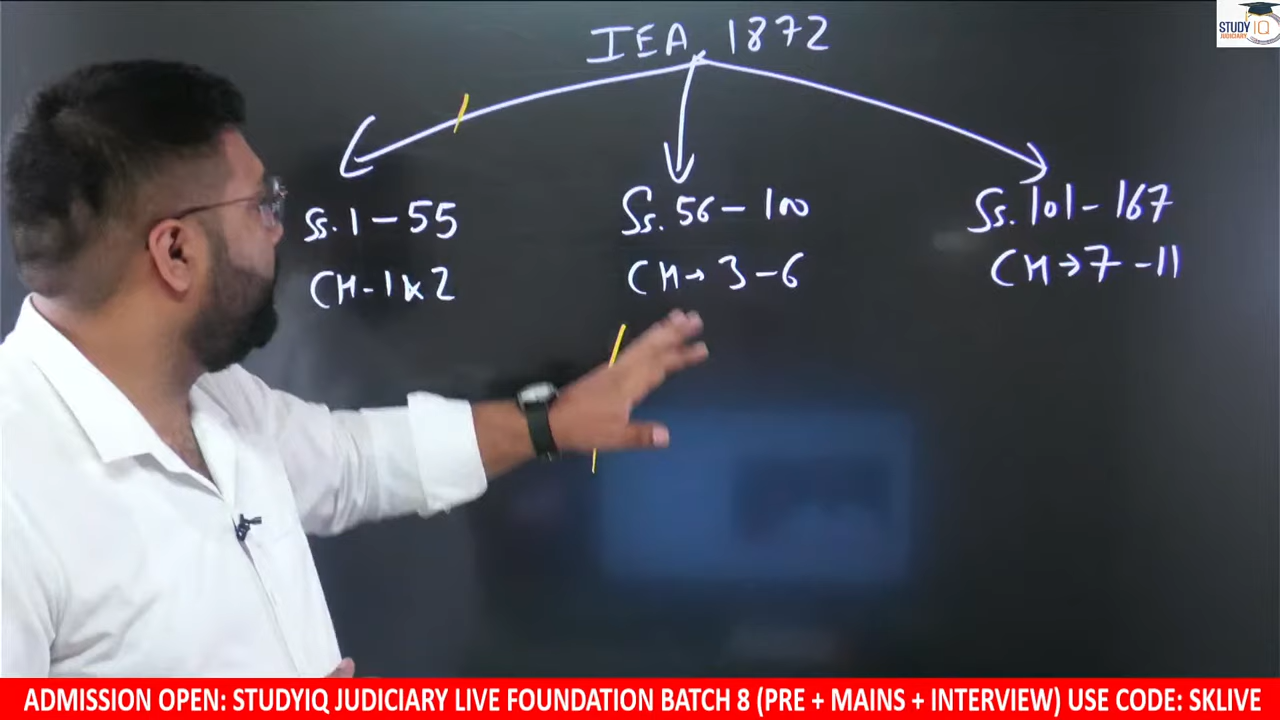 STUDY IQ
JUDICIARY
IEA, 1872
Ss. 1 - 55
CH - 1 & 2
Ss. 56 - 100
CH → 3 - 6
Ss. 101 - 167
CH → 7 - 11
ADMISSION OPEN: STUDYIQ JUDICIARY LIVE FOUNDATION BATCH 8 (PRE + MAINS + INTERVIEW) USE CODE: SKLIVE